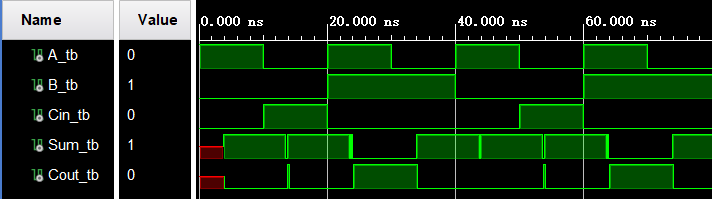 Name Value 0.000 ns 20.000 ns 40.000 ns 60.000 ns
A_tb 0
B_tb 1
Cin_tb 0
Sum_tb 1
Cout_tb 0